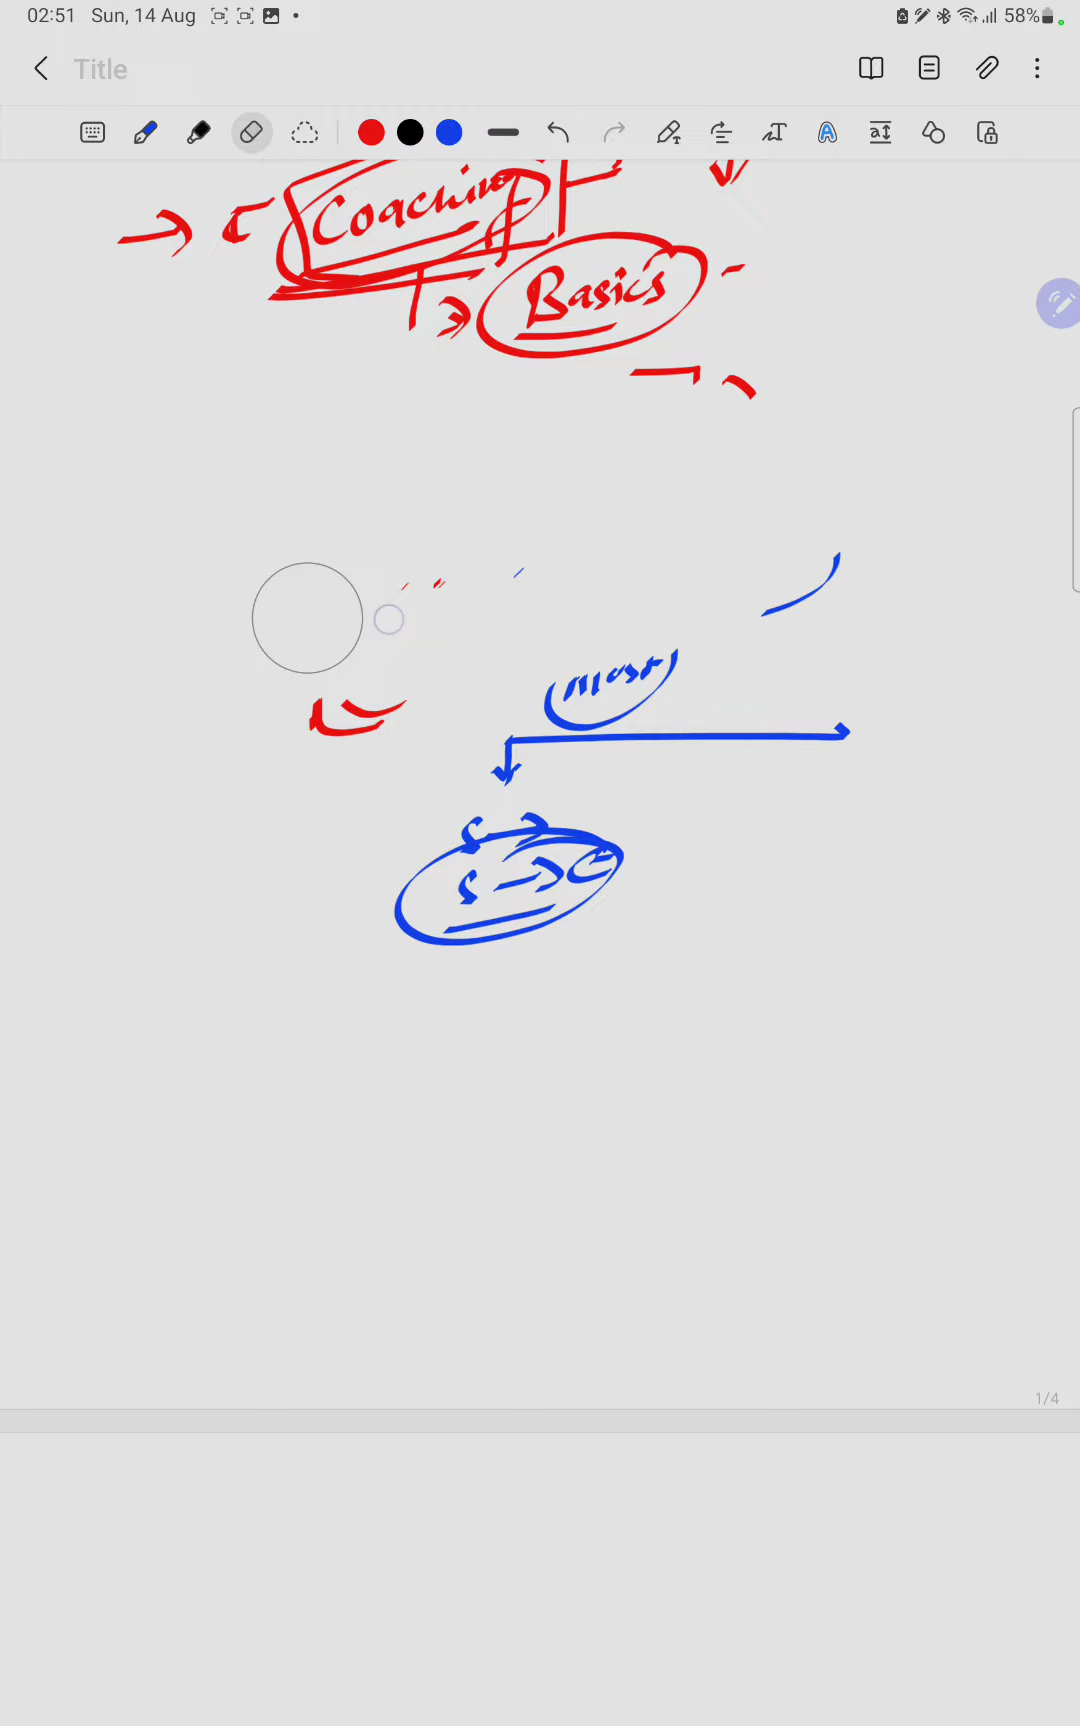 02:51 Sun, 14 Aug 58%
Title
Coaching
Basics
most
s →
s →
1/4